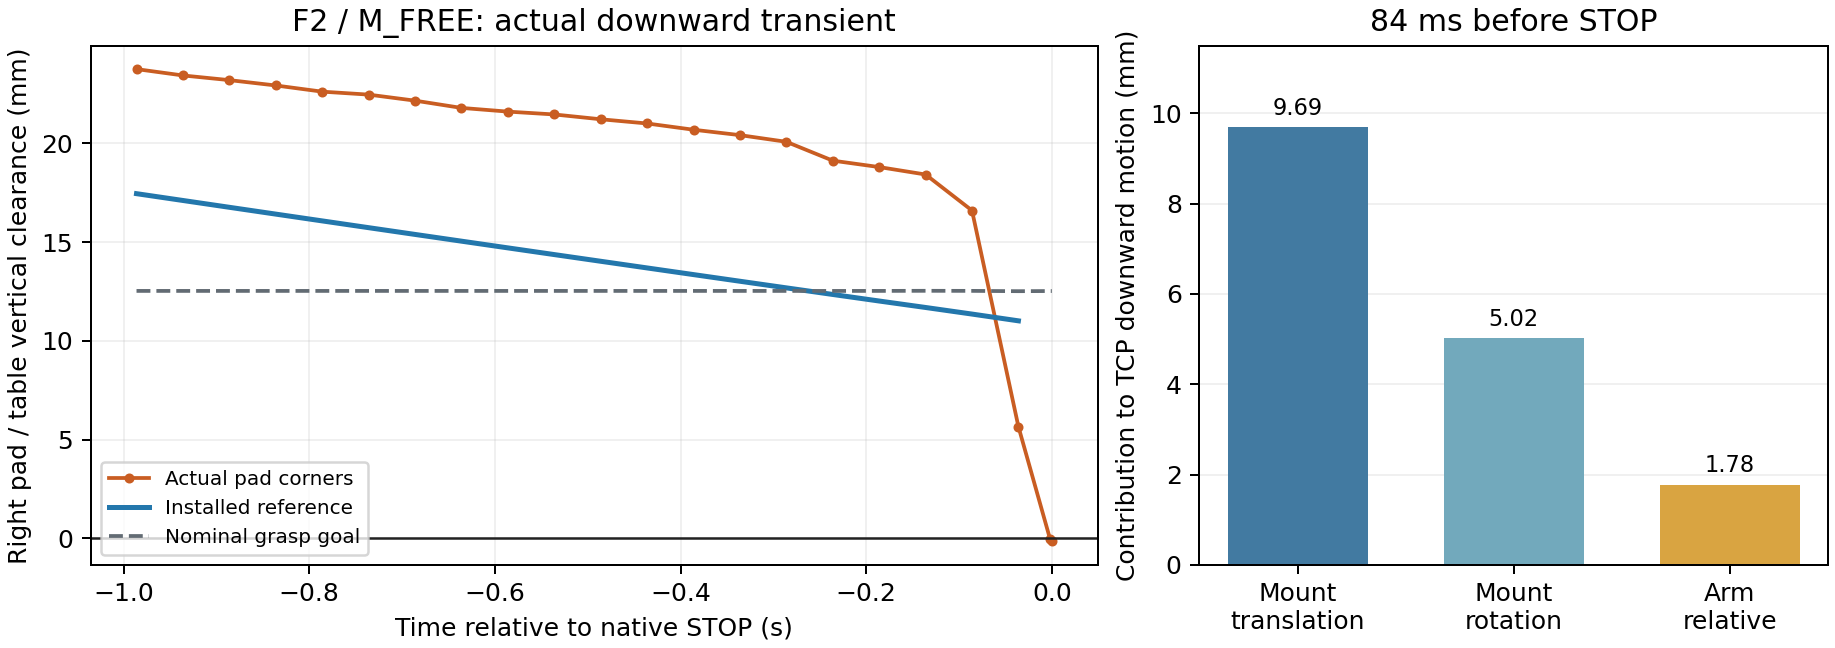 F2 / M_FREE: actual downward transient
Right pad / table vertical clearance (mm)
20
15
10
5
0
Actual pad corners
Installed reference
Nominal grasp goal
−1.0
−0.8
−0.6
−0.4
−0.2
0.0
Time relative to native STOP (s)
84 ms before STOP
Contribution to TCP downward motion (mm)
10
8
6
4
2
0
9.69
5.02
1.78
Mount
translation
Mount
rotation
Arm
relative